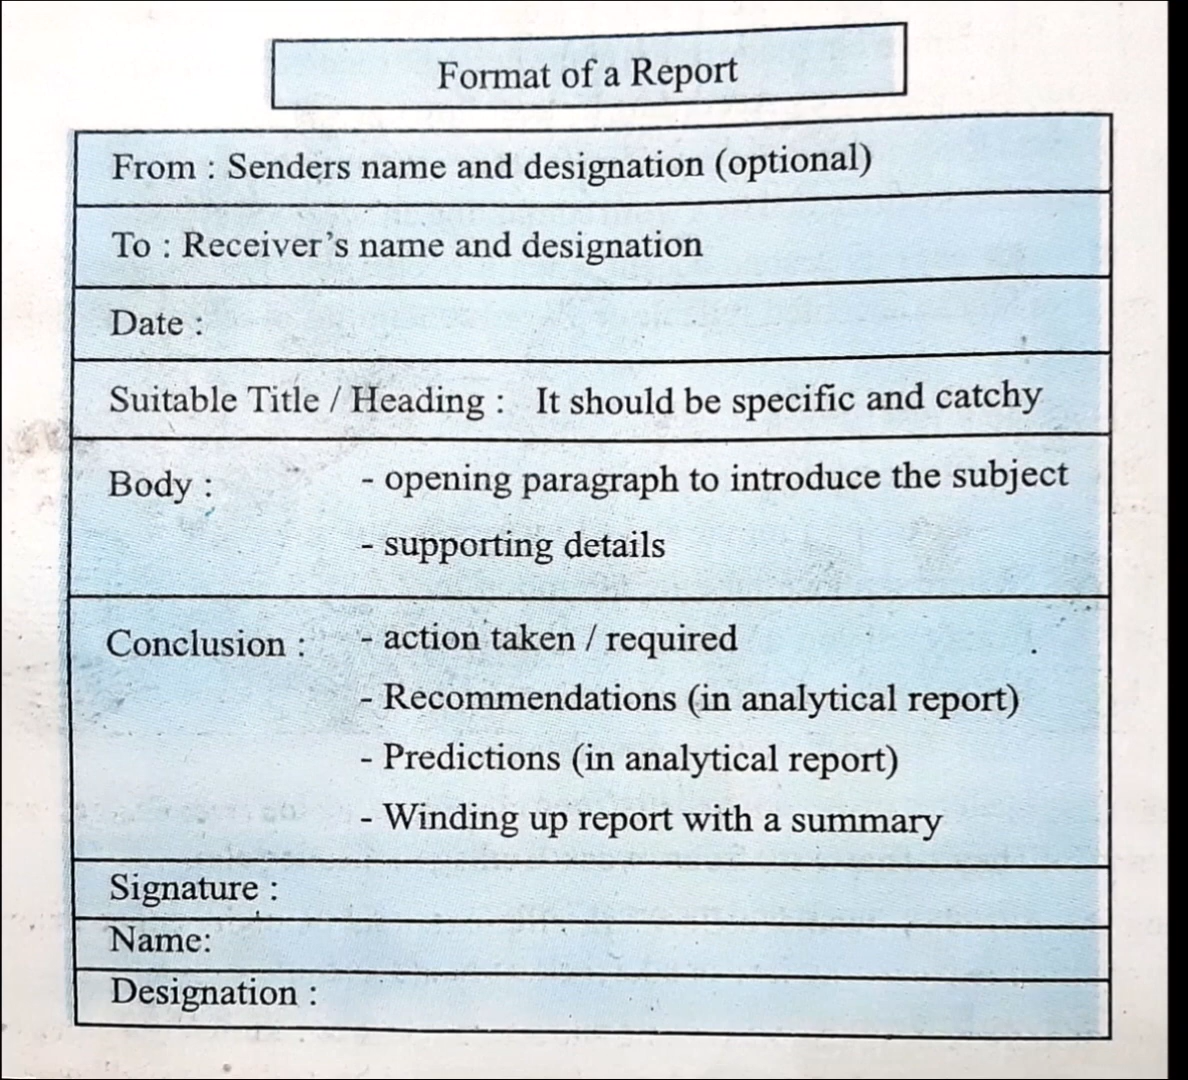 Format of a Report
From : Senders name and designation (optional)
To : Receiver's name and designation
Date :
Suitable Title / Heading : It should be specific and catchy
Body : - opening paragraph to introduce the subject
- supporting details
Conclusion : - action taken / required
- Recommendations (in analytical report)
- Predictions (in analytical report)
- Winding up report with a summary
Signature :
Name:
Designation :